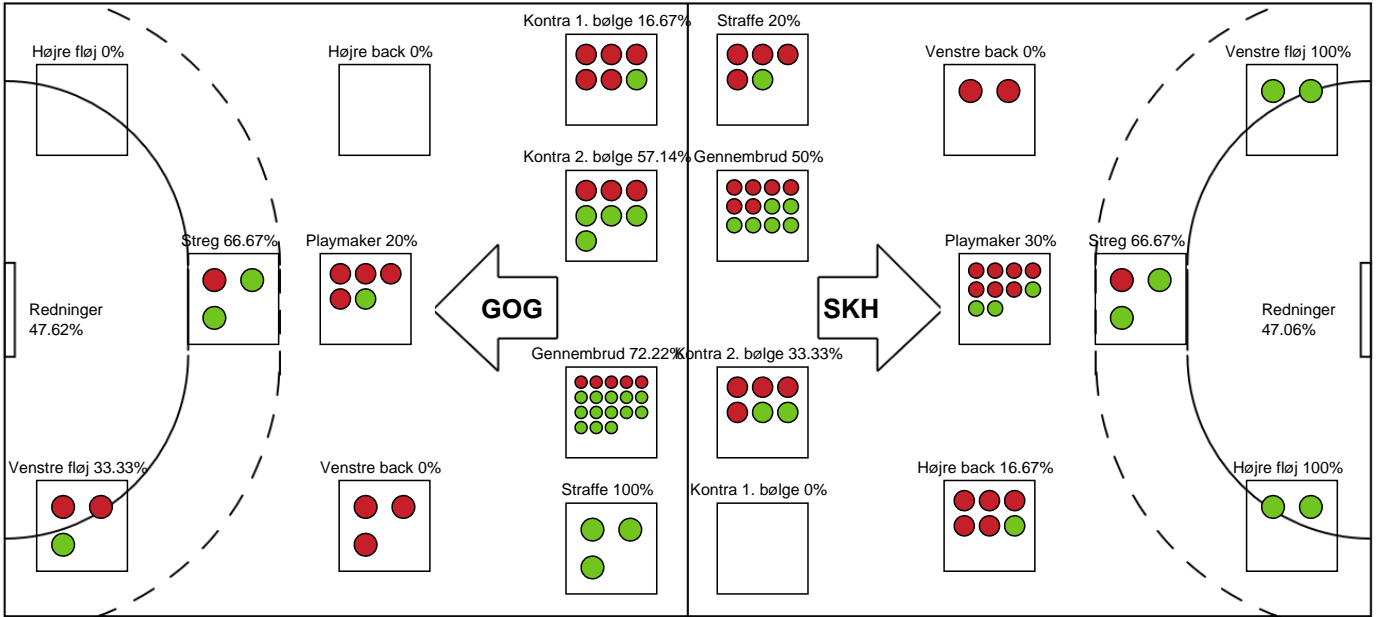 Kontra 1. bølge 16.67%
Straffe 20%
Højre fløj 0%
Højre back 0%
Venstre back 0%
Venstre fløj 100%
Kontra 2. bølge 57.14%
Gennembrud 50%
Streg 66.67%
Playmaker 20%
Playmaker 30%
Streg 66.67%
Redninger
47.62%
GOG
SKH
Redninger
47.06%
Gennembrud 72.22%
Kontra 2. bølge 33.33%
Venstre fløj 33.33%
Venstre back 0%
Straffe 100%
Kontra 1. bølge 0%
Højre back 16.67%
Højre fløj 100%